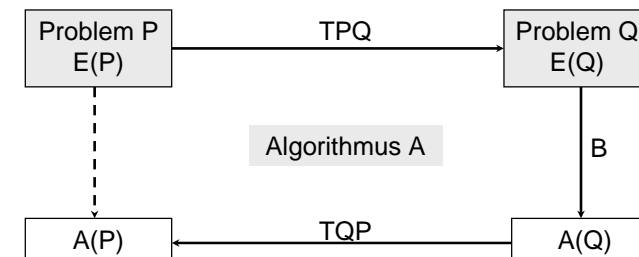 Problem P
E(P)
TPQ
Problem Q
E(Q)
Algorithmus A
B
A(P)
TQP
A(Q)